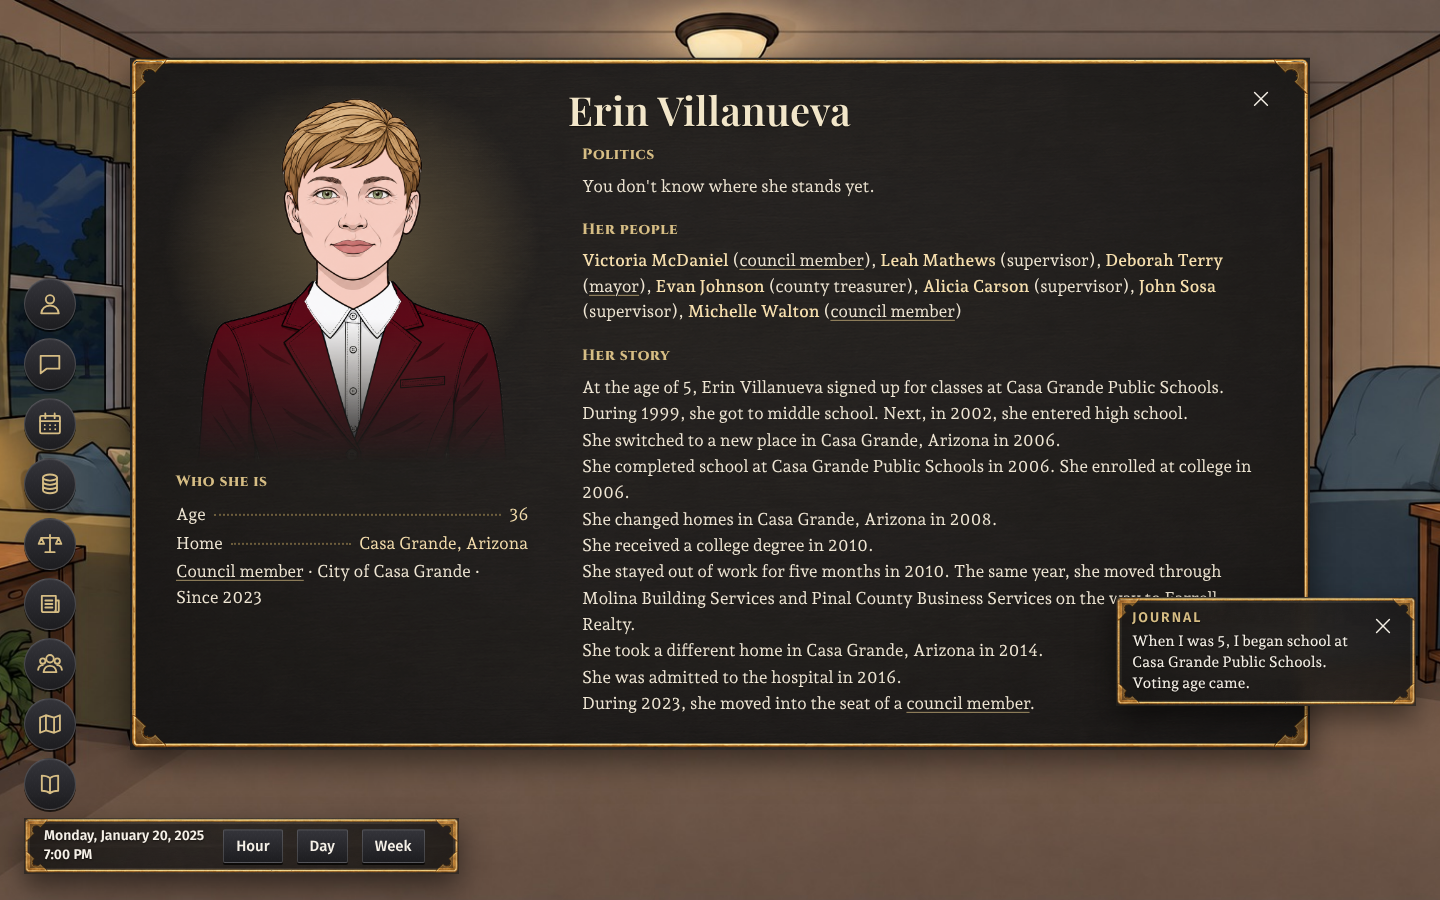 Erin Villanueva
Politics
You don't know where she stands yet.
Her people
Victoria McDaniel (council member), Leah Mathews (supervisor), Deborah Terry
(mayor), Evan Johnson (county treasurer), Alicia Carson (supervisor), John Sosa
(supervisor), Michelle Walton (council member)
Her story
At the age of 5, Erin Villanueva signed up for classes at Casa Grande Public Schools.
During 1999, she got to middle school. Next, in 2002, she entered high school.
She switched to a new place in Casa Grande, Arizona in 2006.
She completed school at Casa Grande Public Schools in 2006. She enrolled at college in
2006.
She changed homes in Casa Grande, Arizona in 2008.
She received a college degree in 2010.
She stayed out of work for five months in 2010. The same year, she moved through
Molina Building Services and Pinal County Business Services on the way to Farrell
Realty.
She took a different home in Casa Grande, Arizona in 2014.
She was admitted to the hospital in 2016.
During 2023, she moved into the seat of a council member.
Who she is
Age 36
Home Casa Grande, Arizona
Council member · City of Casa Grande ·
Since 2023
JOURNAL
When I was 5, I began school at
Casa Grande Public Schools.
Voting age came.
Monday, January 20, 2025
7:00 PM
Hour
Day
Week